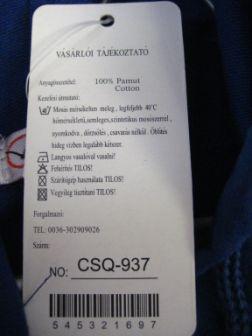 VÁSÁRLÓI TÁJÉKOZTATÓ
Anyagösszetétel: 100% Pamut
Cotton
Kezelési útmutató:
Mosás mérsékelten meleg, legfeljebb 40°C
hőmérsékletű, semleges, szintetikus mosószerrel,
nyomkodva, dörzsölés, csavarás nélkül. Öblítés
hideg vízben legalább kétszer.
Langyos vasalóval vasalni!
Fehérítés TILOS!
Szárítógép használata TILOS!
Vegyileg tisztítani TILOS!
Forgalmazó:
TEL: 0036-302909026
Szám:
NO: CSQ-937
545321697